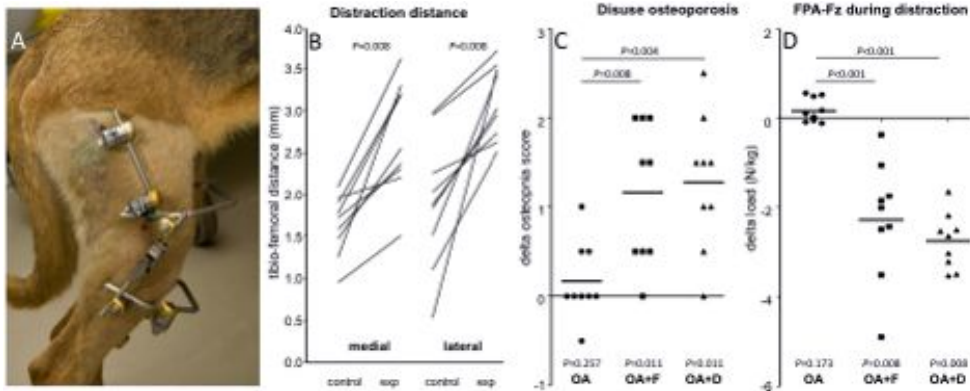 A
Distraction distance
B
4.0
3.5
3.0
2.5
2.0
1.5
1.0
0.5
0.0
tibio-femoral distance (mm)
P=0.008
P=0.008
medial
lateral
control
exp
control
exp
Disuse osteoporosis
C
3
2
1
0
-1
delta osteopnia score
P=0.004
P=0.008
P=0.257
P=0.011
P=0.011
OA
OA+F
OA+D
FPA-Fz during distraction
D
2
0
-2
-4
-6
delta load (N/kg)
P<0.001
P<0.001
P=0.173
P=0.008
P=0.008
OA
OA+F
OA+D